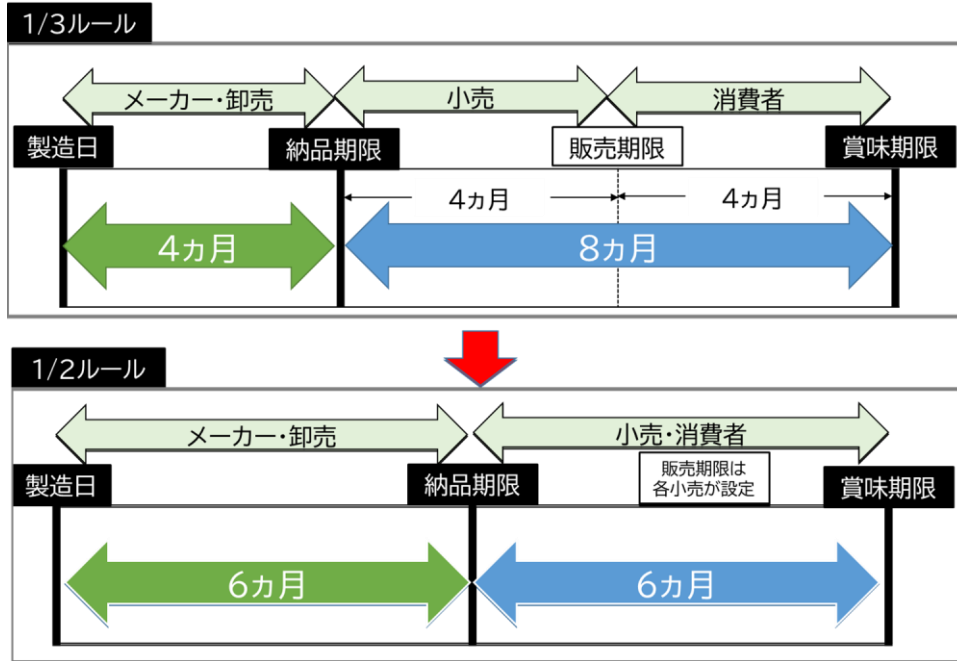 1/3ルール
メーカー・卸売
小売
消費者
製造日
納品期限
販売期限
賞味期限
4ヵ月
4ヵ月
4ヵ月
8ヵ月
1/2ルール
メーカー・卸売
小売・消費者
製造日
納品期限
販売期限は
各小売が設定
賞味期限
6ヵ月
6ヵ月